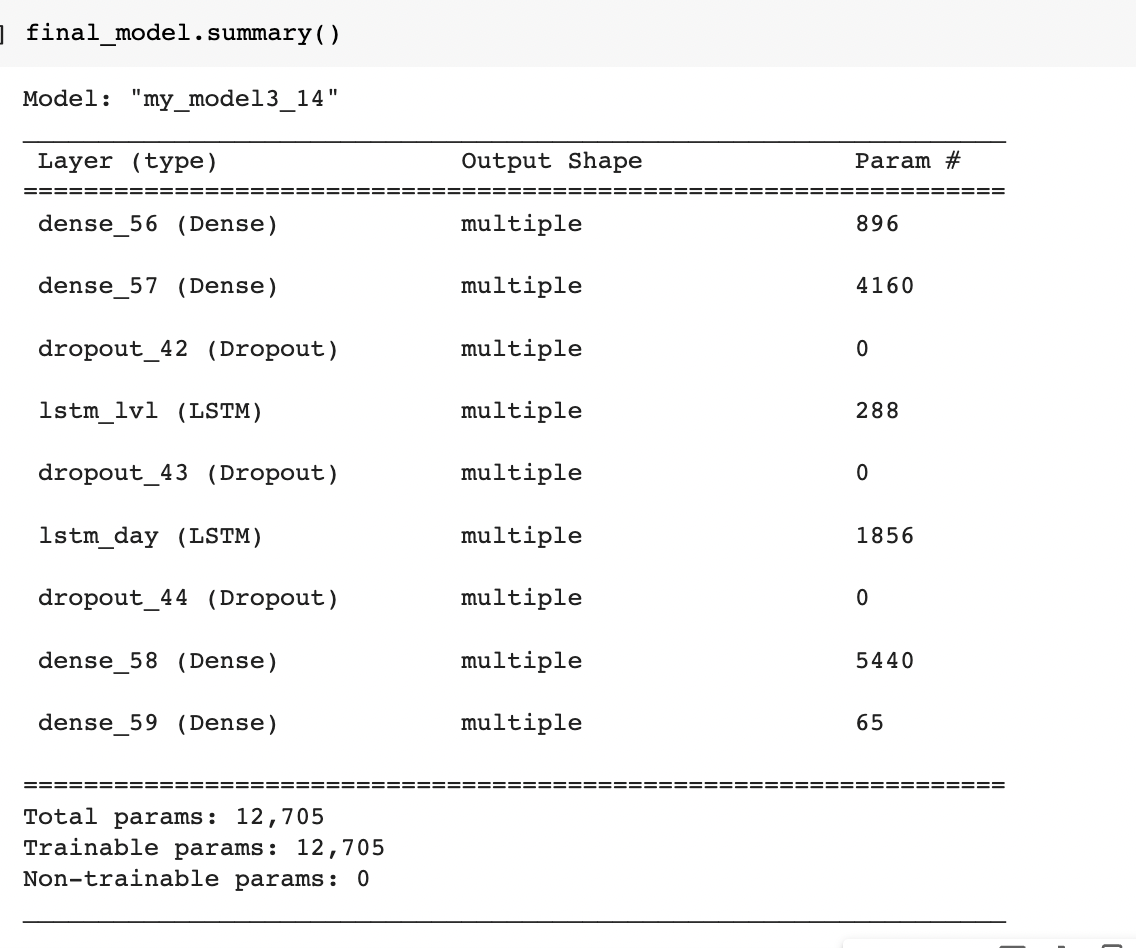 ] final_model.summary()
Model: "my_model3_14"
Layer (type) Output Shape Param #
=================================================================
dense_56 (Dense) multiple 896
dense_57 (Dense) multiple 4160
dropout_42 (Dropout) multiple 0
lstm_lvl (LSTM) multiple 288
dropout_43 (Dropout) multiple 0
lstm_day (LSTM) multiple 1856
dropout_44 (Dropout) multiple 0
dense_58 (Dense) multiple 5440
dense_59 (Dense) multiple 65
=================================================================
Total params: 12,705
Trainable params: 12,705
Non-trainable params: 0